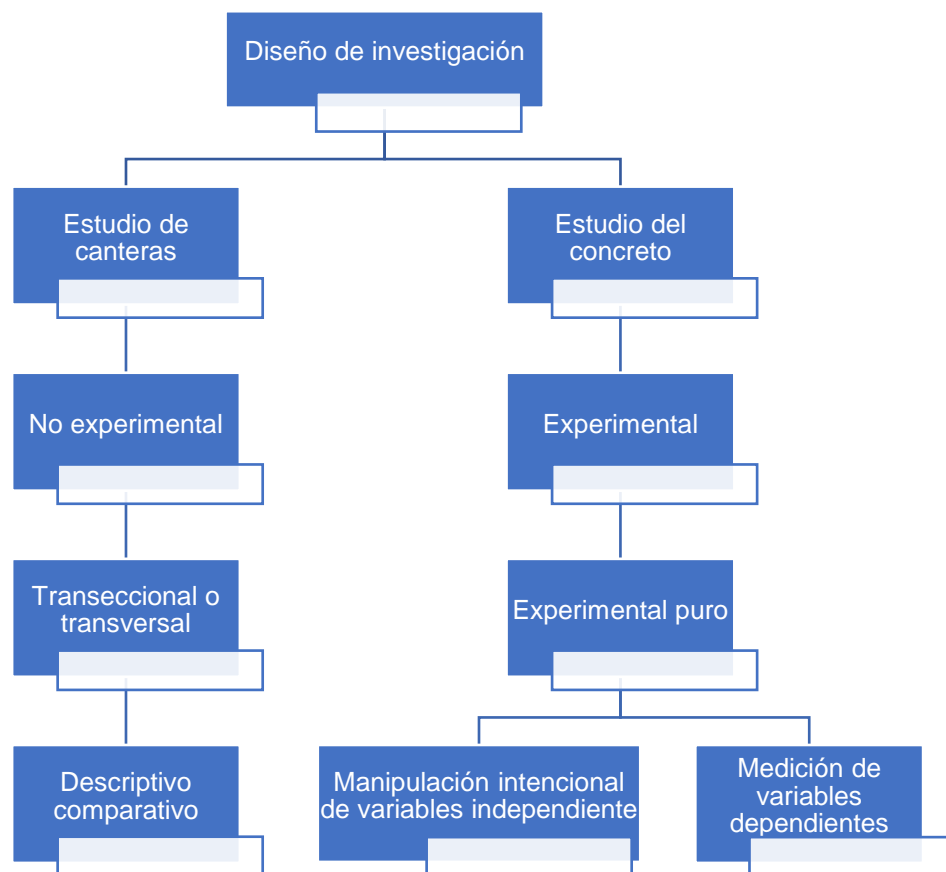 Diseño de investigación
Estudio de
canteras
Estudio del
concreto
No experimental
Experimental
Transeccional o
transversal
Experimental puro
Descriptivo
comparativo
Manipulación intencional
de variables independiente
Medición de
variables
dependientes